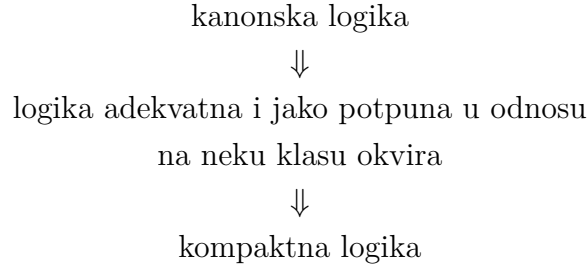 kanonska logika
⇓
logika adekvatna i jako potpuna u odnosu
na neku klasu okvira
⇓
kompaktna logika